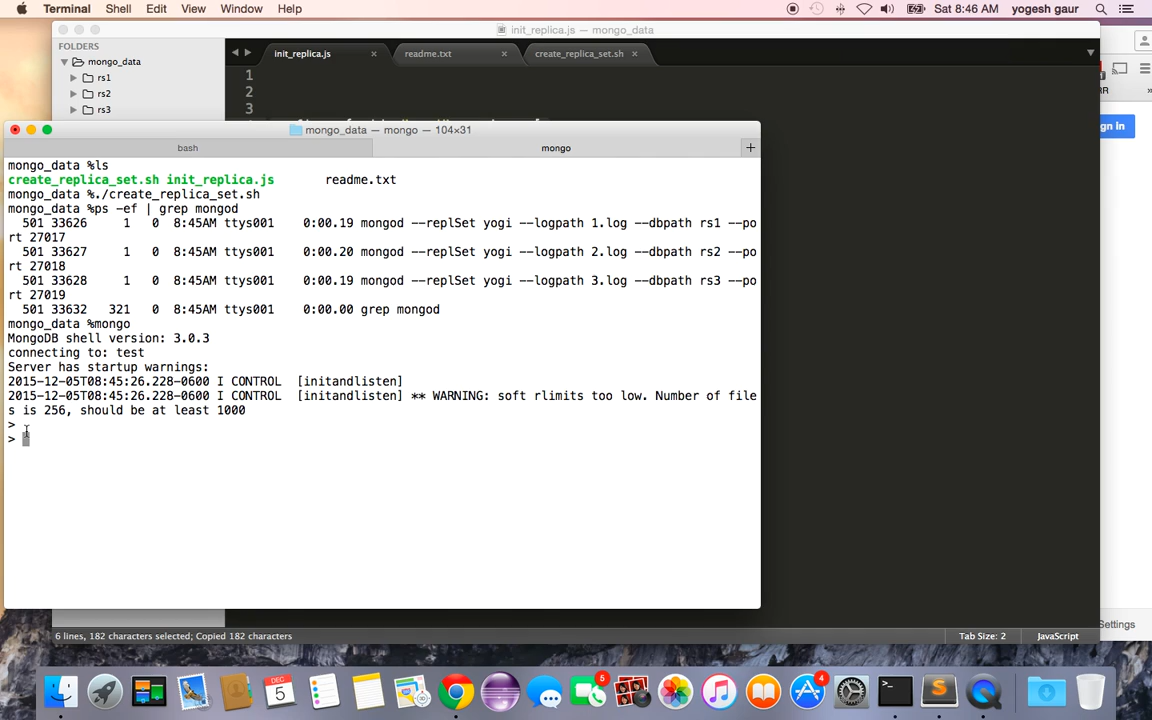 Terminal Shell Edit View Window Help Sat 8:46 AM yogesh gaur
init_replica.js — mongo_data
FOLDERS
mongo_data
rs1
rs2
rs3
init_replica.js readme.txt create_replica_set.sh
1
2
3
gn In
mongo_data — mongo — 104×31
bash mongo
mongo_data %ls
create_replica_set.sh init_replica.js readme.txt
mongo_data %./create_replica_set.sh
mongo_data %ps -ef | grep mongod
501 33626 1 0 8:45AM ttys001 0:00.19 mongod --replSet yogi --logpath 1.log --dbpath rs1 --po
rt 27017
501 33627 1 0 8:45AM ttys001 0:00.20 mongod --replSet yogi --logpath 2.log --dbpath rs2 --po
rt 27018
501 33628 1 0 8:45AM ttys001 0:00.19 mongod --replSet yogi --logpath 3.log --dbpath rs3 --po
rt 27019
501 33632 321 0 8:45AM ttys001 0:00.00 grep mongod
mongo_data %mongo
MongoDB shell version: 3.0.3
connecting to: test
Server has startup warnings:
2015-12-05T08:45:26.228-0600 I CONTROL [initandlisten]
2015-12-05T08:45:26.228-0600 I CONTROL [initandlisten] ** WARNING: soft rlimits too low. Number of file
s is 256, should be at least 1000
>
>
6 lines, 182 characters selected; Copied 182 characters Tab Size: 2 JavaScript
Settings
DEC
5
5
4